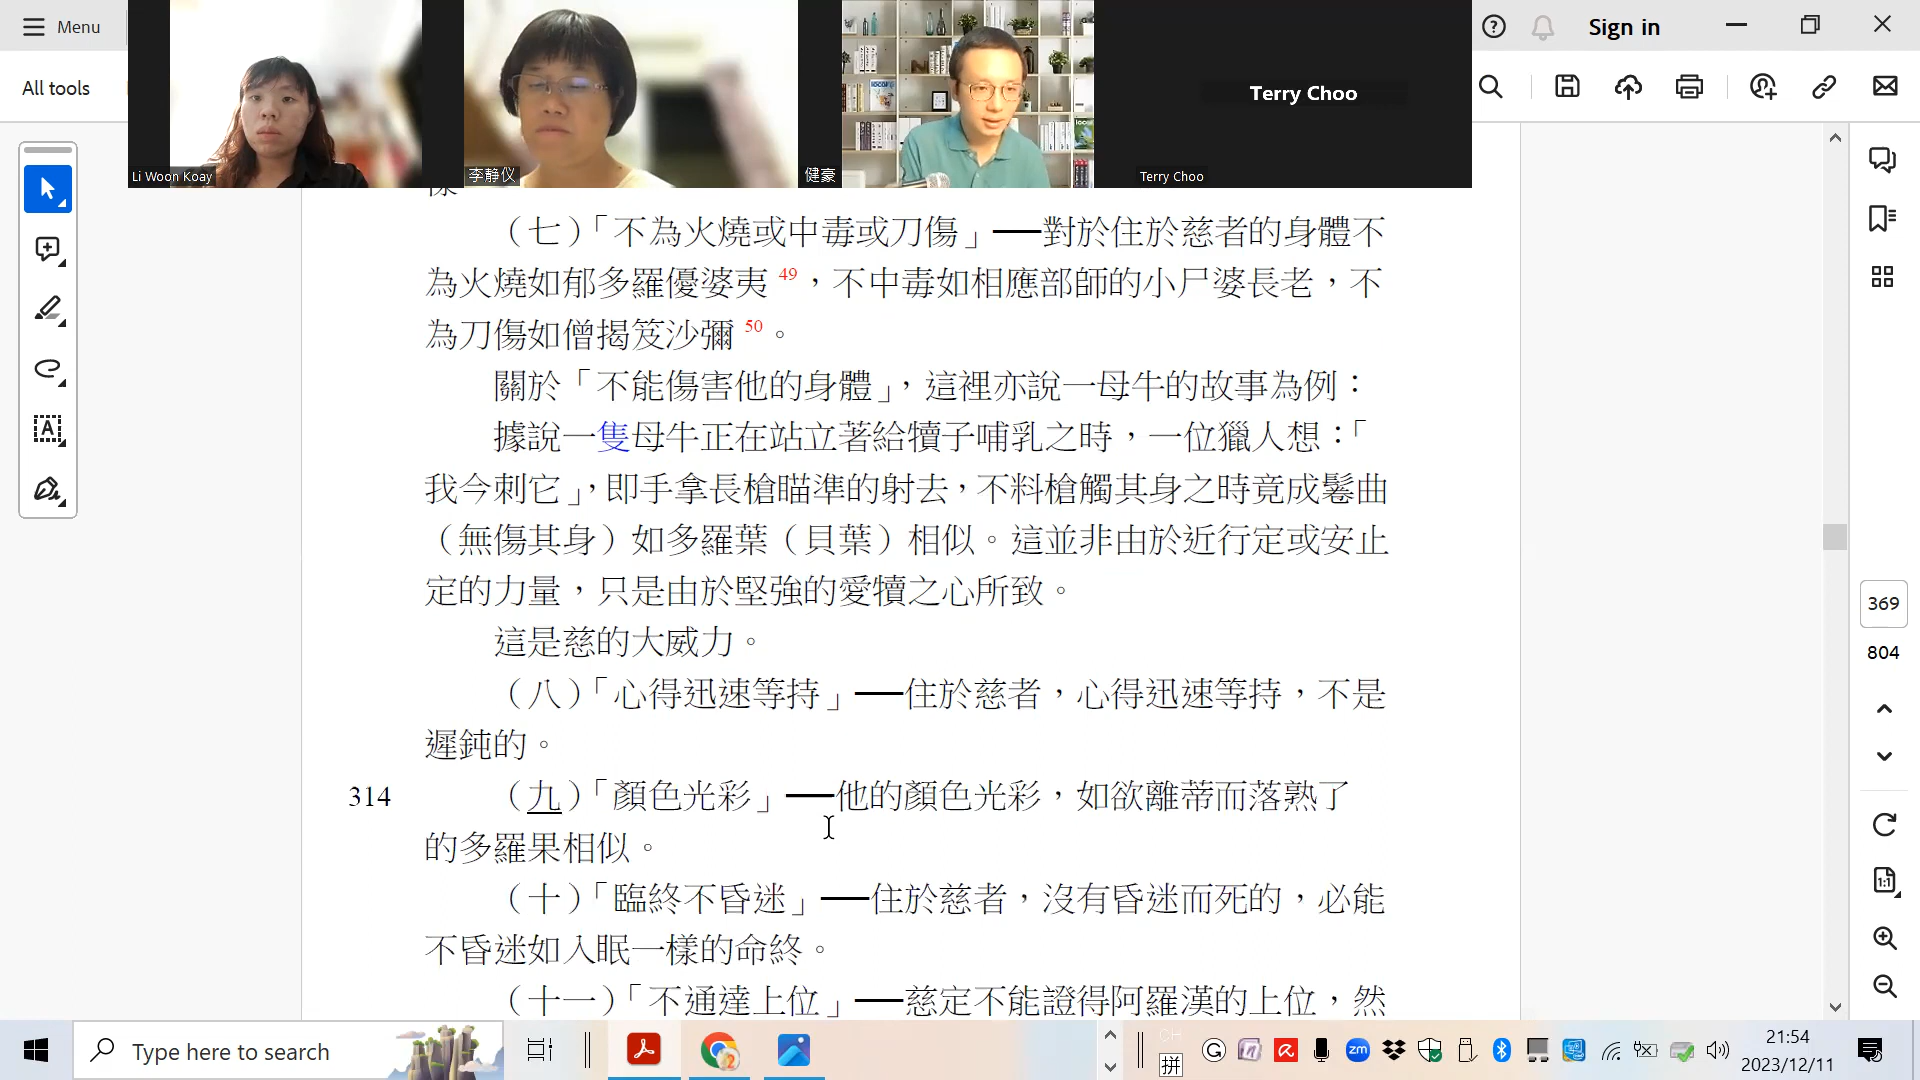 Menu
Sign in
All tools
Li Woon Koay
李静仪
健豪
Terry Choo
Terry Choo
（七）「不為火燒或中毒或刀傷」──對於住於慈者的身體不
為火燒如郁多羅優婆夷 49，不中毒如相應部師的小尸婆長老，不
為刀傷如僧揭笈沙彌 50。
關於「不能傷害他的身體」，這裡亦說一母牛的故事為例：
據說一隻母牛正在站立著給犢子哺乳之時，一位獵人想：「
我今刺它」，即手拿長槍瞄準的射去，不料槍觸其身之時竟成鬈曲
（無傷其身）如多羅葉（貝葉）相似。這並非由於近行定或安止
定的力量，只是由於堅強的愛犢之心所致。
這是慈的大威力。
（八）「心得迅速等持」──住於慈者，心得迅速等持，不是
遲鈍的。
314 （九）「顏色光彩」──他的顏色光彩，如欲離蒂而落熟了
的多羅果相似。
（十）「臨終不昏迷」──住於慈者，沒有昏迷而死的，必能
不昏迷如入眠一樣的命終。
（十一）「不通達上位」──慈定不能證得阿羅漢的上位，然
369
804
Type here to search
拼
21:54
2023/12/11